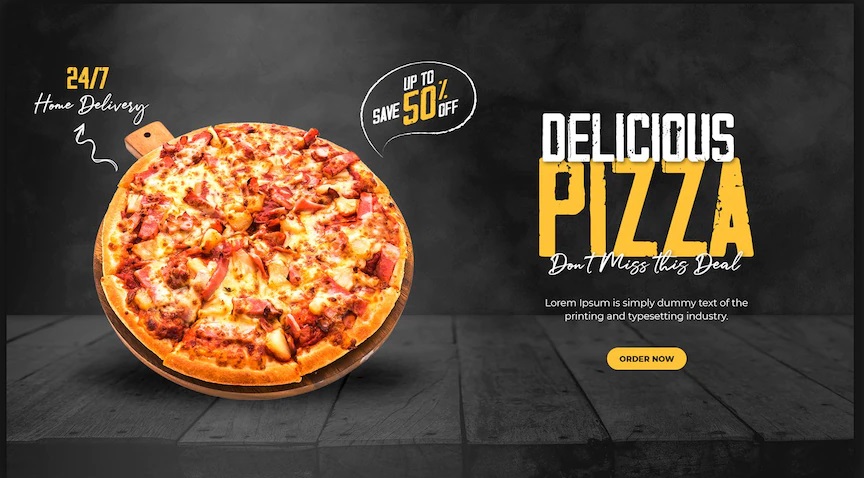 24/7
Home Delivery
UP TO
SAVE 50% OFF
DELICIOUS
PIZZA
Don't Miss this Deal
Lorem Ipsum is simply dummy text of the
printing and typesetting industry.
ORDER NOW